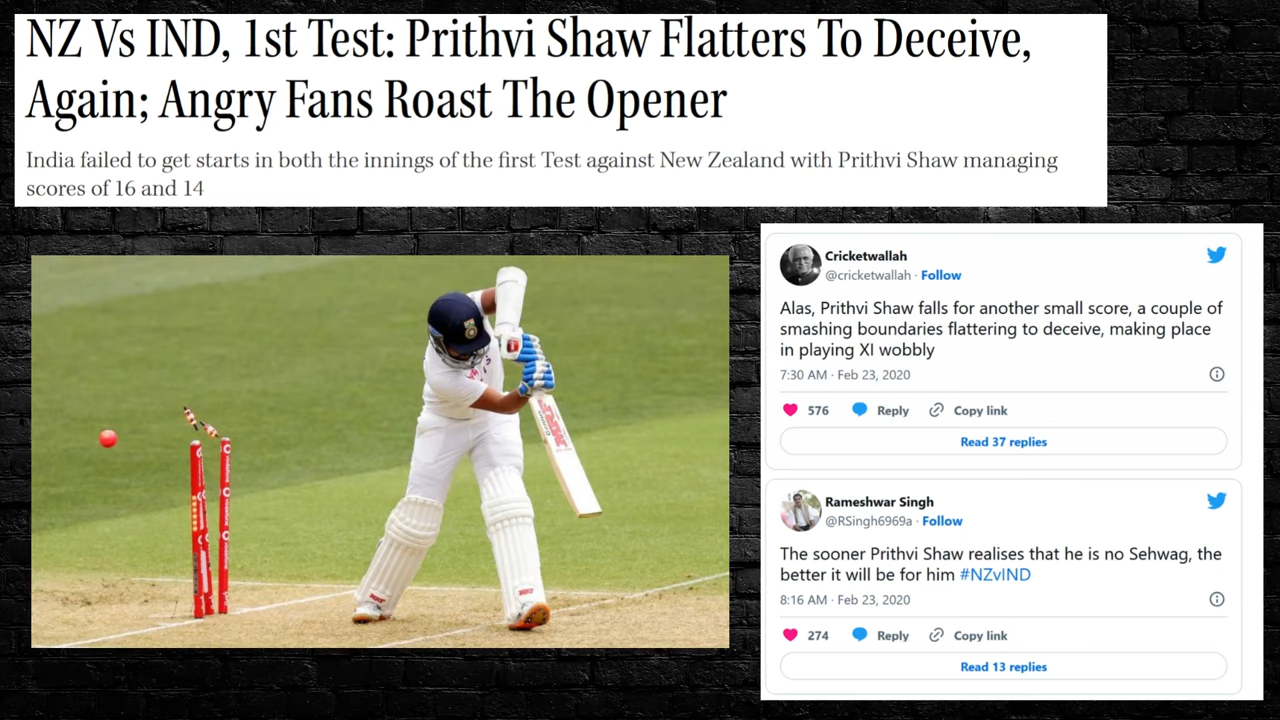 NZ Vs IND, 1st Test: Prithvi Shaw Flatters To Deceive,
Again; Angry Fans Roast The Opener
India failed to get starts in both the innings of the first Test against New Zealand with Prithvi Shaw managing
scores of 16 and 14
Cricketwallah
@cricketwallah · Follow
Alas, Prithvi Shaw falls for another small score, a couple of
smashing boundaries flattering to deceive, making place
in playing XI wobbly
7:30 AM · Feb 23, 2020
576 Reply Copy link
Read 37 replies
Rameshwar Singh
@RSingh6969a · Follow
The sooner Prithvi Shaw realises that he is no Sehwag, the
better it will be for him #NZvIND
8:16 AM · Feb 23, 2020
274 Reply Copy link
Read 13 replies